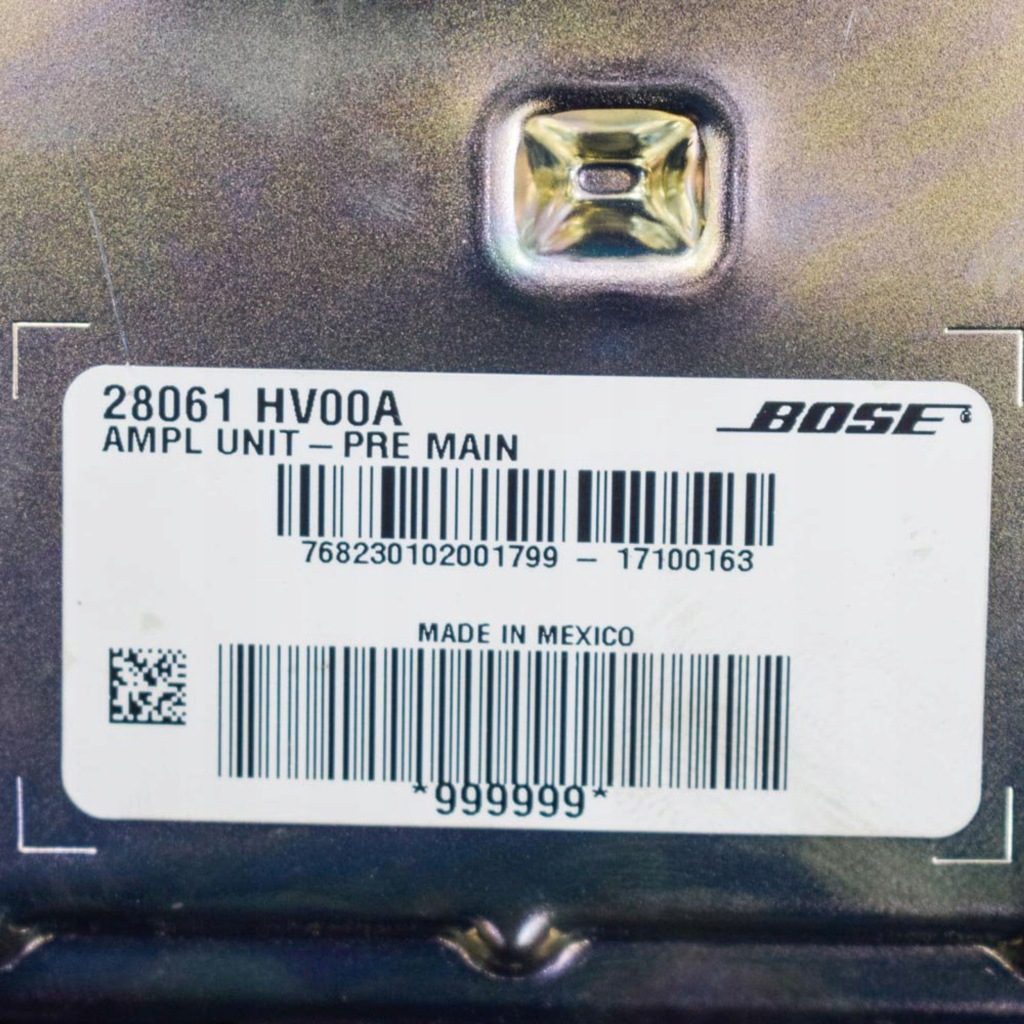 28061 HV00A
BOSE
AMPL UNIT – PRE MAIN
768230102001799 – 17100163
MADE IN MEXICO
*999999*